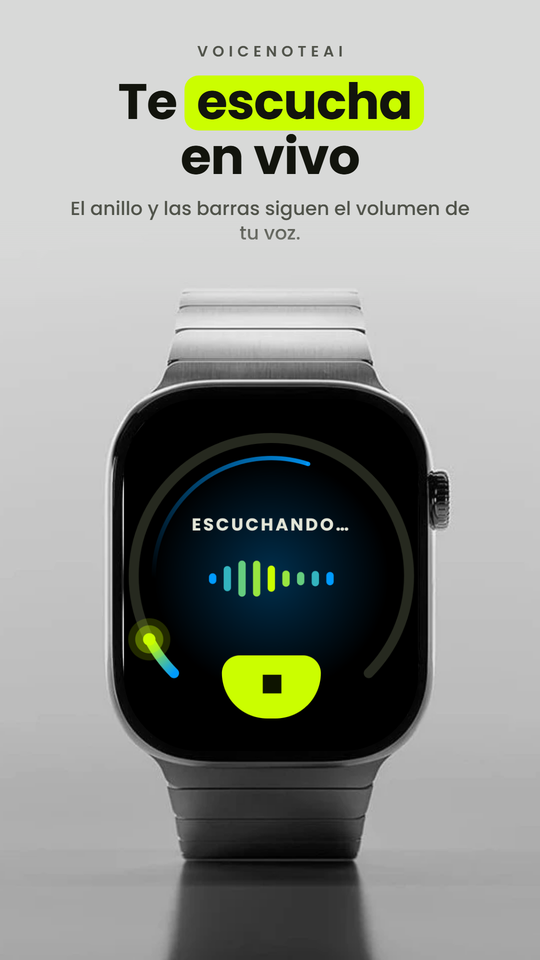 VOICENOTEAI
Te escucha
en vivo
El anillo y las barras siguen el volumen de
tu voz.
ESCUCHANDO…